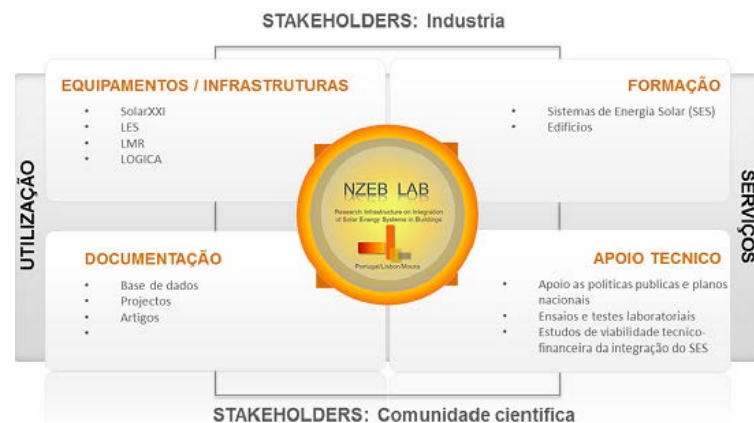 STAKEHOLDERS: Industria
EQUIPAMENTOS / INFRASTRUTURAS
• SolarXXI
• LES
• LMR
• LOGICA
FORMAÇÃO
• Sistemas de Energia Solar (SES)
• Edifícios
UTILIZAÇÃO
NZEB LAB
Research Infrastructure on Integration
of Solar Energy Systems in Buildings
Portugal/Lisbon/Moura
SERVIÇOS
DOCUMENTAÇÃO
• Base de dados
• Projectos
• Artigos
•
APOIO TECNICO
• Apoio as politicas publicas e planos
nacionais
• Ensaios e testes laboratoriais
• Estudos de viabilidade tecnico-
financeira da integração do SES
STAKEHOLDERS: Comunidade cientifica